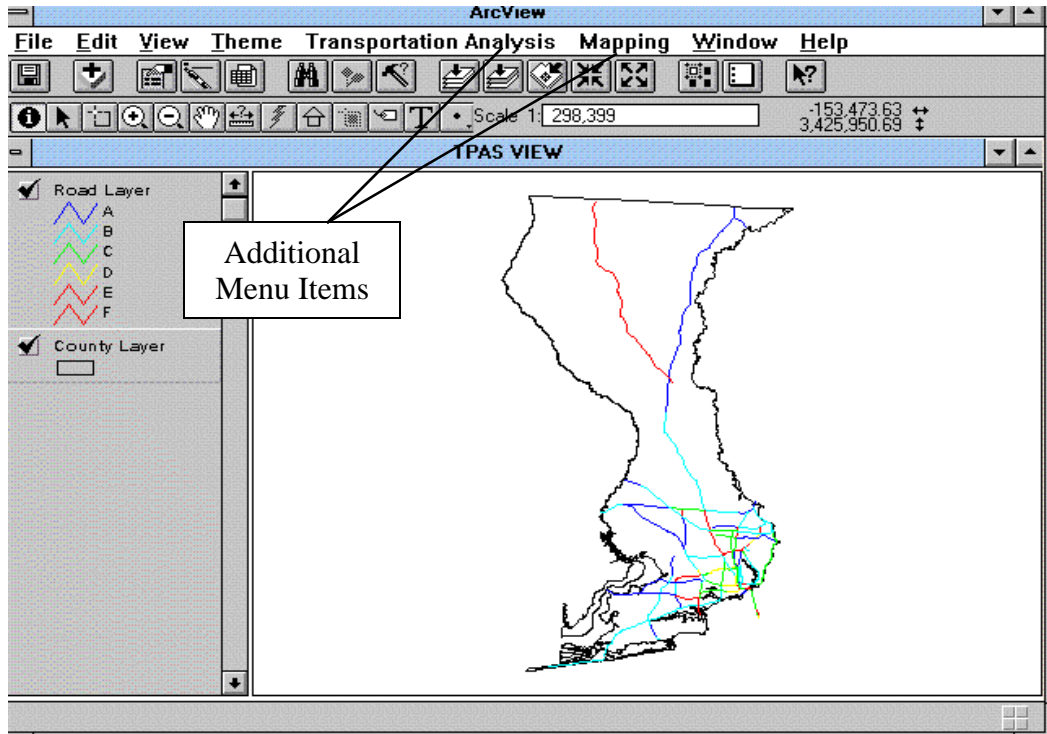 ArcView
File Edit View Theme Transportation Analysis Mapping Window Help
T Scale 1: 298,399 -153,473.63
3,425,950.69
TPAS VIEW
Road Layer
A
B
C
D
E
F
County Layer
Additional
Menu Items